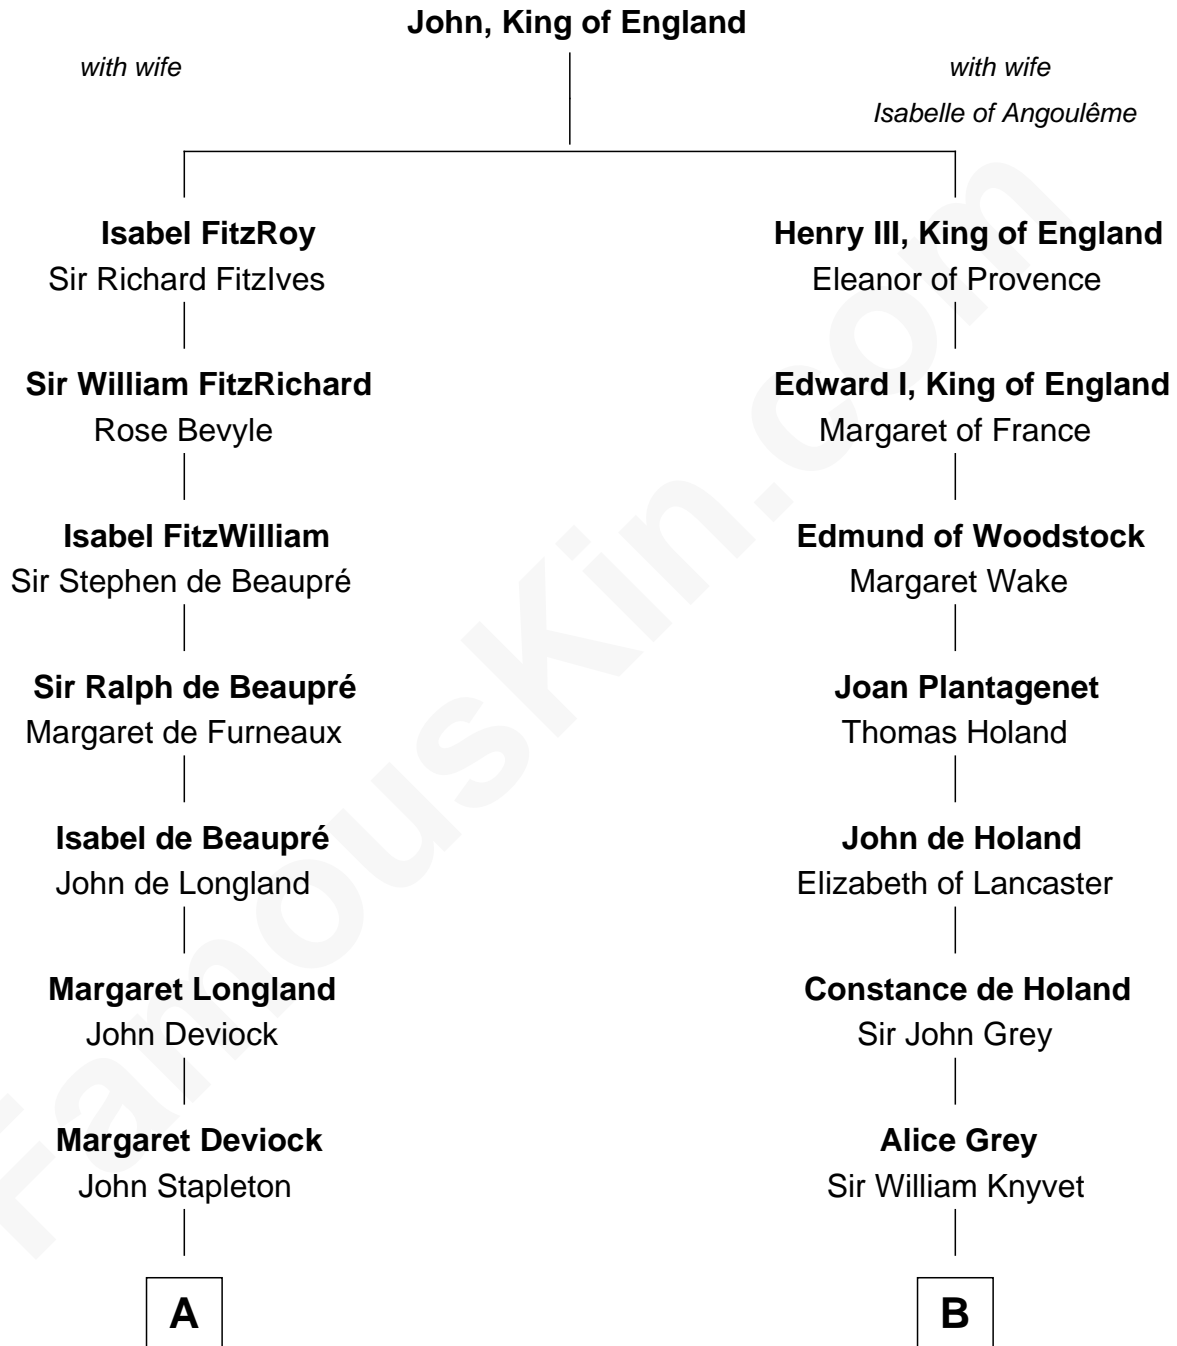 John, King of England
with wife
with wife
Isabelle of Angoulême
Isabel FitzRoy
Sir Richard FitzIves
Henry III, King of England
Eleanor of Provence
Sir William FitzRichard
Rose Bevyle
Edward I, King of England
Margaret of France
Isabel FitzWilliam
Sir Stephen de Beaupré
Edmund of Woodstock
Margaret Wake
Sir Ralph de Beaupré
Margaret de Furneaux
Joan Plantagenet
Thomas Holand
Isabel de Beaupré
John de Longland
John de Holand
Elizabeth of Lancaster
Margaret Longland
John Deviock
Constance de Holand
Sir John Grey
Margaret Deviock
John Stapleton
Alice Grey
Sir William Knyvet
A
B
FamousKin.com